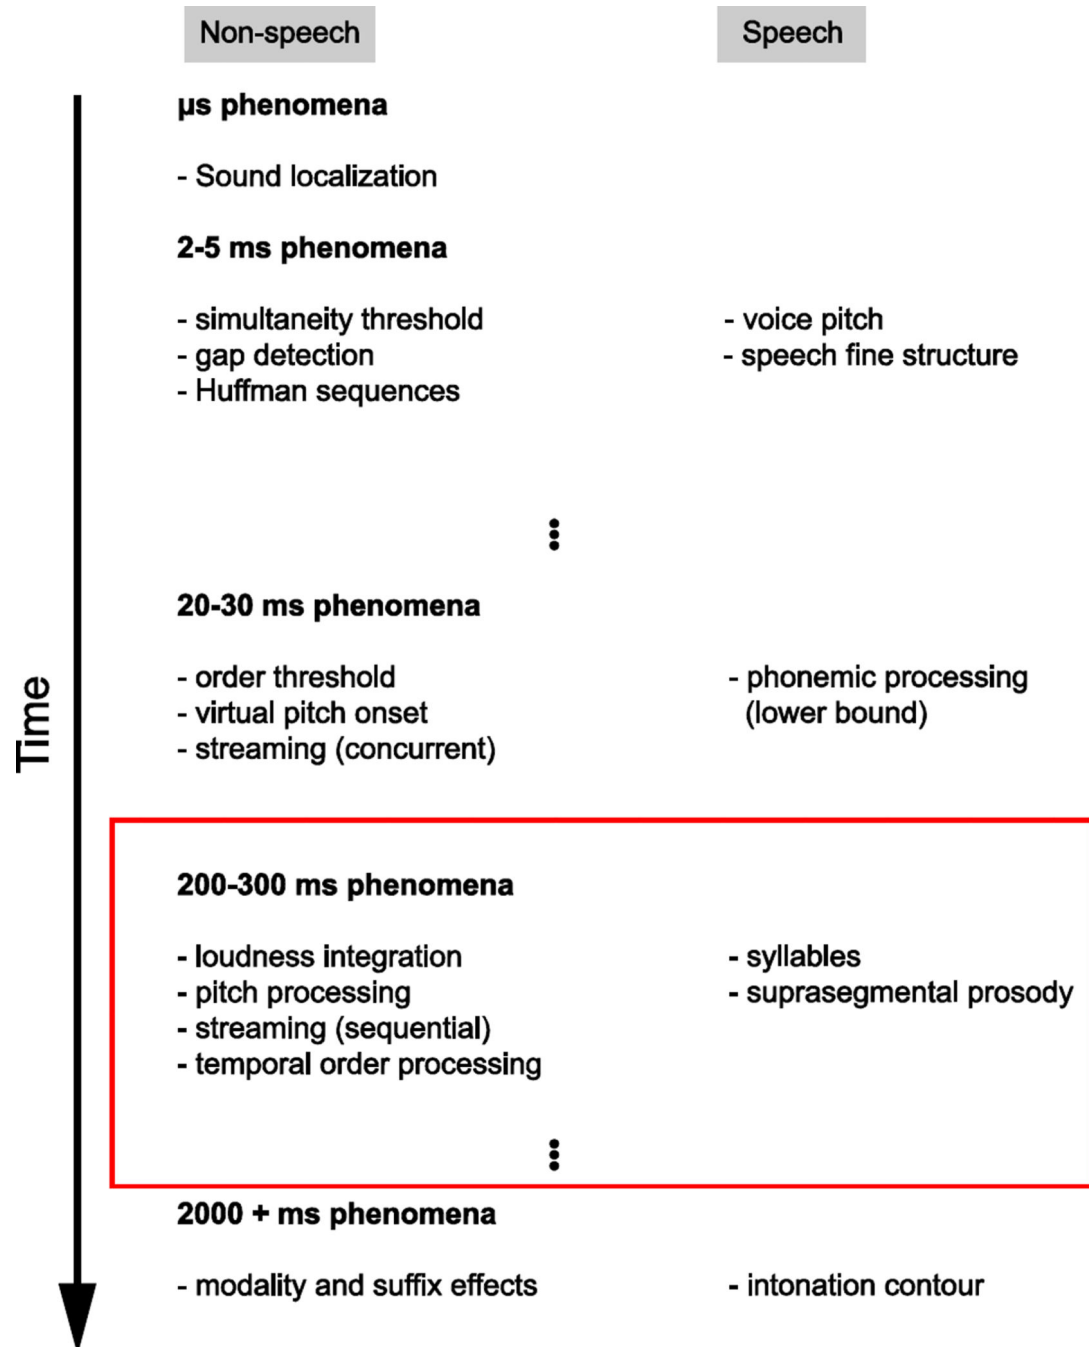 Non-speech
Speech
µs phenomena
- Sound localization
2-5 ms phenomena
- simultaneity threshold
- gap detection
- Huffman sequences
- voice pitch
- speech fine structure
20-30 ms phenomena
- order threshold
- virtual pitch onset
- streaming (concurrent)
- phonemic processing
(lower bound)
Time
200-300 ms phenomena
- loudness integration
- pitch processing
- streaming (sequential)
- temporal order processing
- syllables
- suprasegmental prosody
2000 + ms phenomena
- modality and suffix effects
- intonation contour